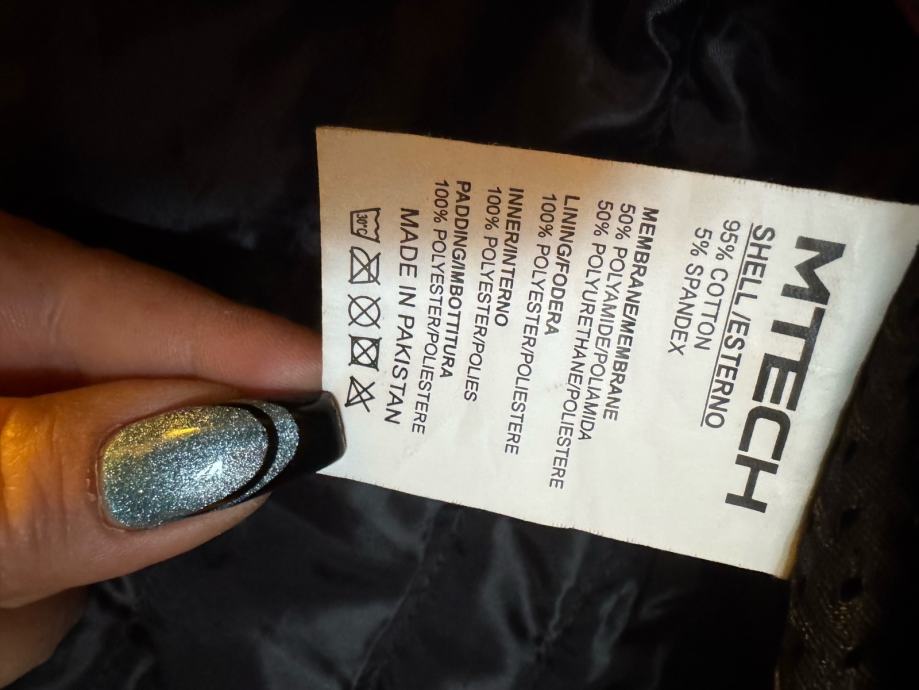 MTECH
SHELL /ESTERNO
95% COTTON
5% SPANDEX
MEMBRANE/MEMBRANE
50% POLYAMIDE/POLIAMIDA
50% POLYURETHANE/POLIESTERE
LINING/FODERA
100% POLYESTER/POLIESTERE
INNER/INTERNO
100% POLYESTER/POLIES
PADDING/IMBOTTITURA
100% POLYESTER/POLIESTERE
MADE IN PAKISTAN
30°C